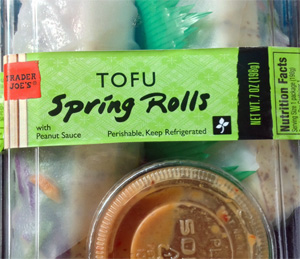 TRADER
JOE'S
TOFU
Spring Rolls
with
Peanut Sauce
Perishable, Keep Refrigerated
NET WT. 7 OZ (198g)
Nutrition Facts